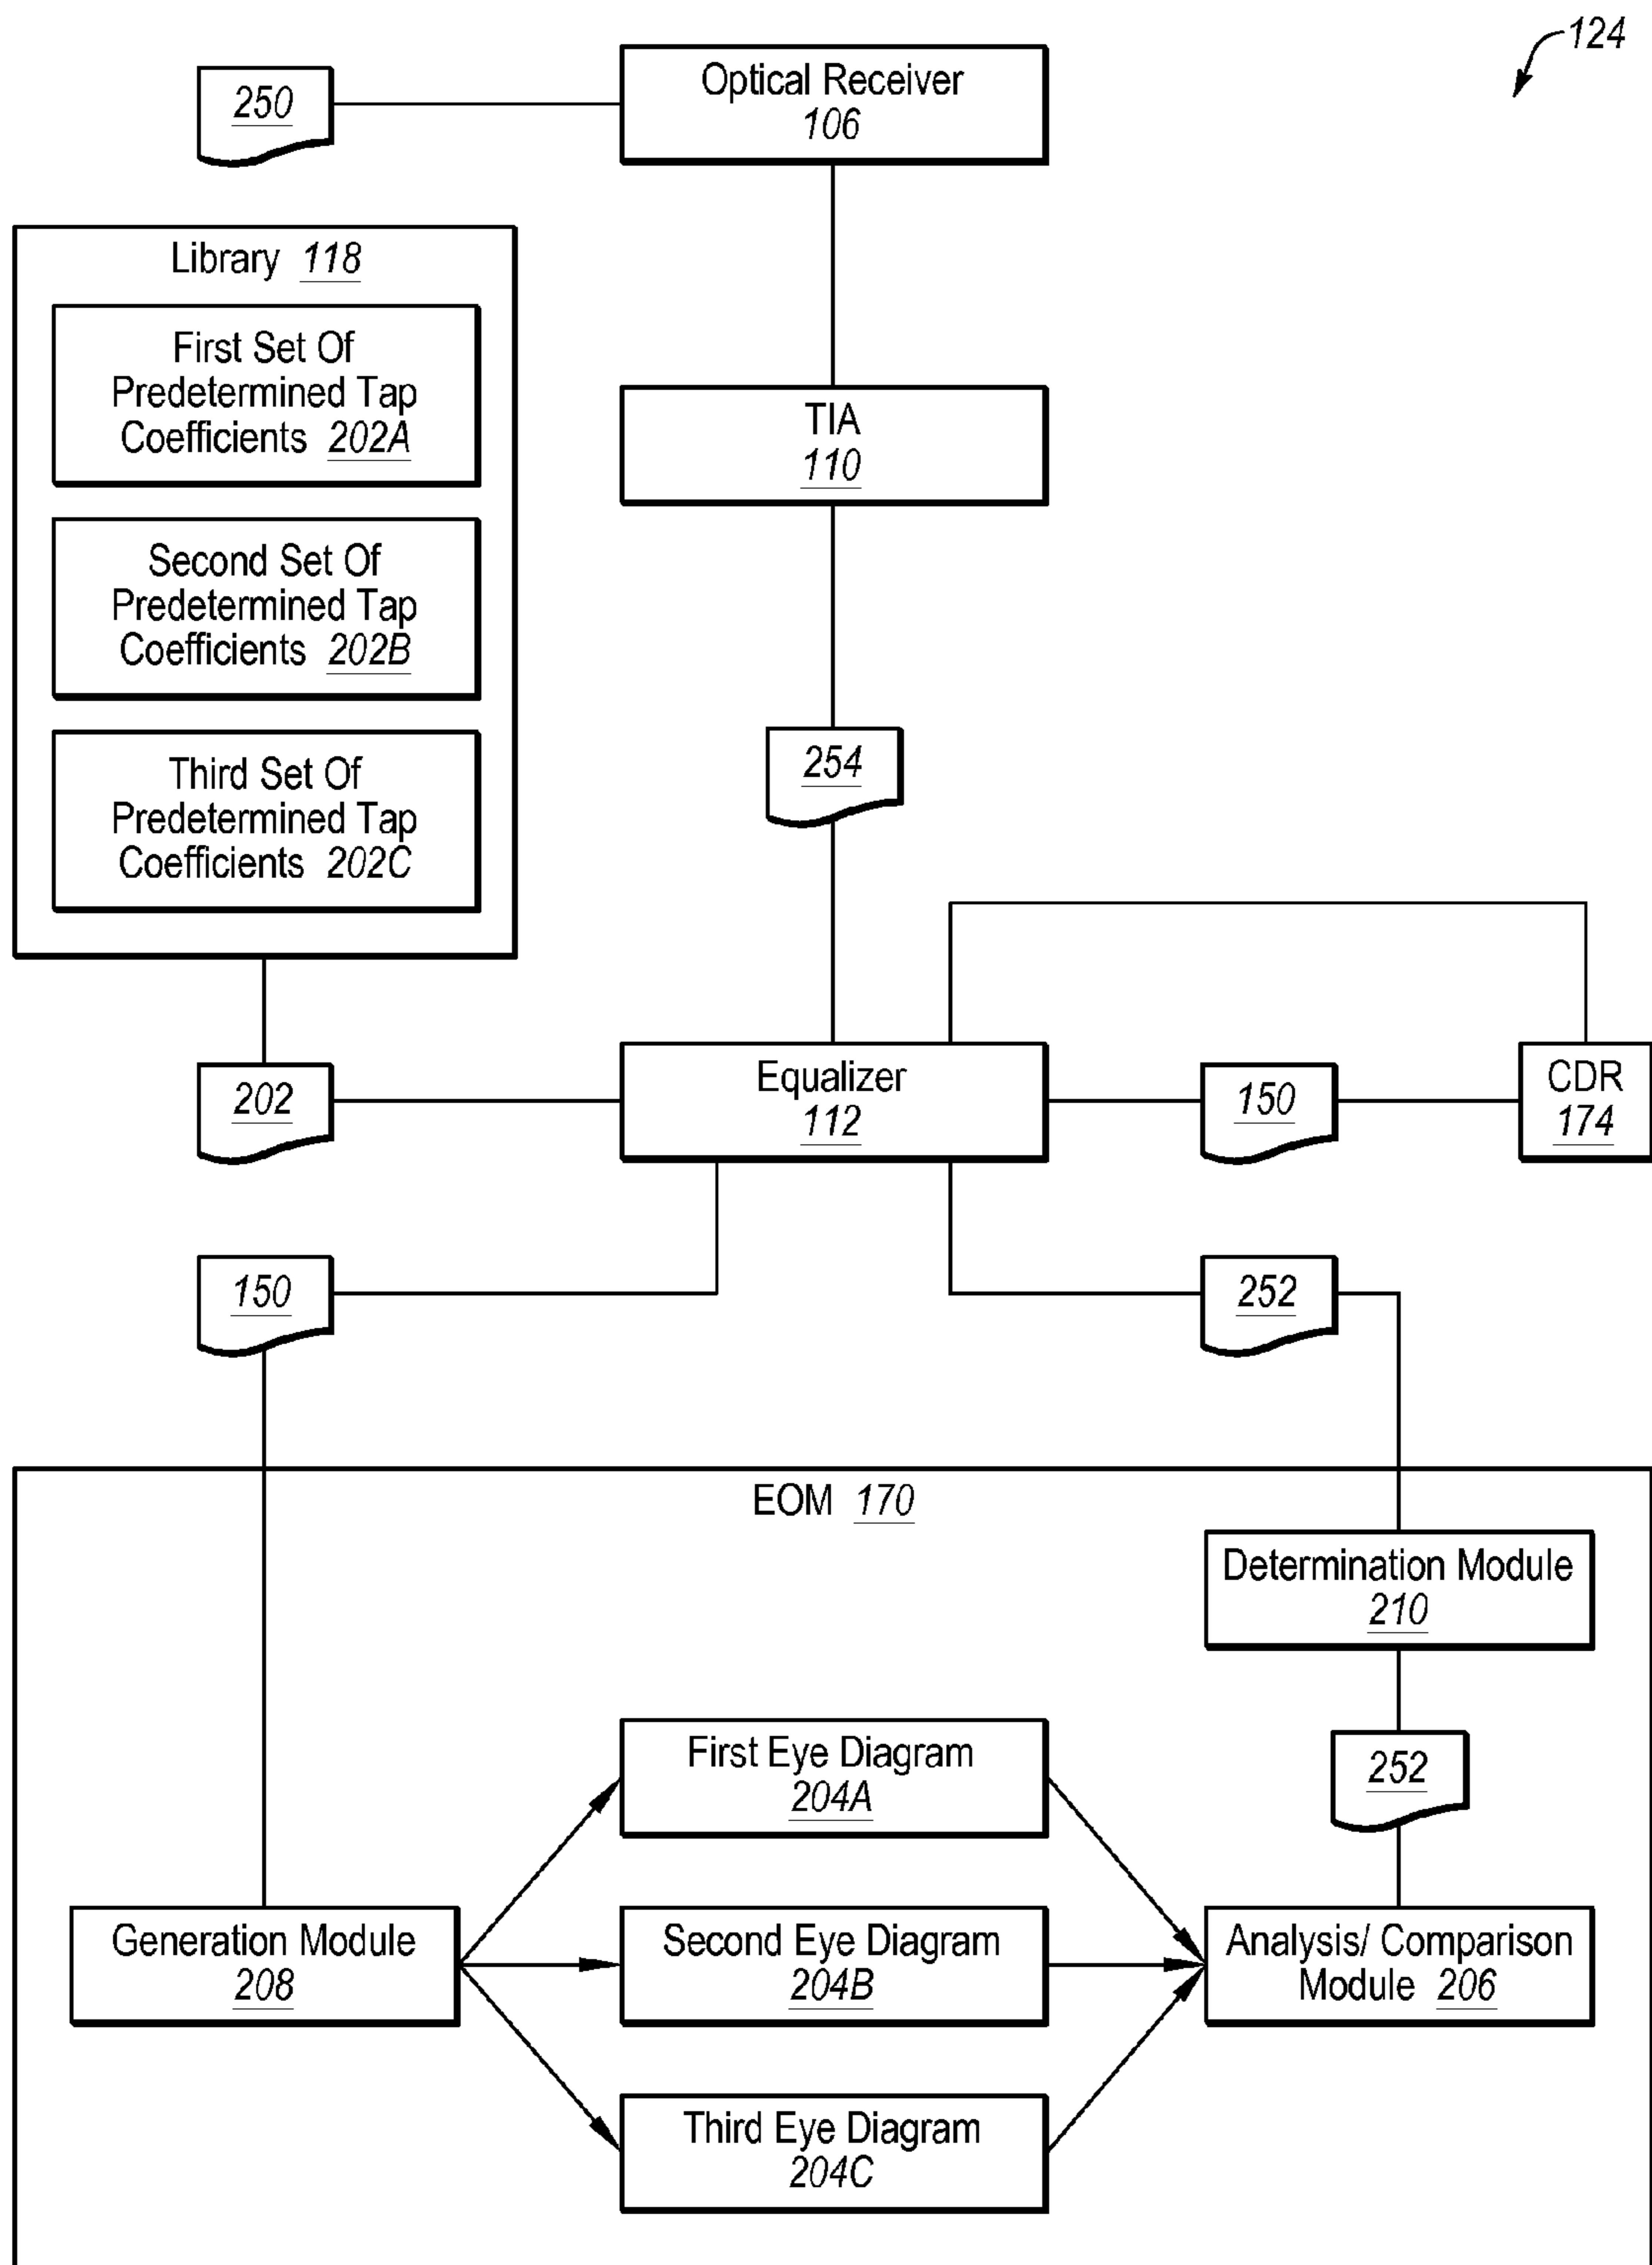 124
250
Optical Receiver
106
Library 118
First Set Of
Predetermined Tap
Coefficients 202A
Second Set Of
Predetermined Tap
Coefficients 202B
Third Set Of
Predetermined Tap
Coefficients 202C
TIA
110
254
202
Equalizer
112
150
CDR
174
150
252
EOM 170
Determination Module
210
252
First Eye Diagram
204A
Generation Module
208
Second Eye Diagram
204B
Analysis/ Comparison
Module 206
Third Eye Diagram
204C